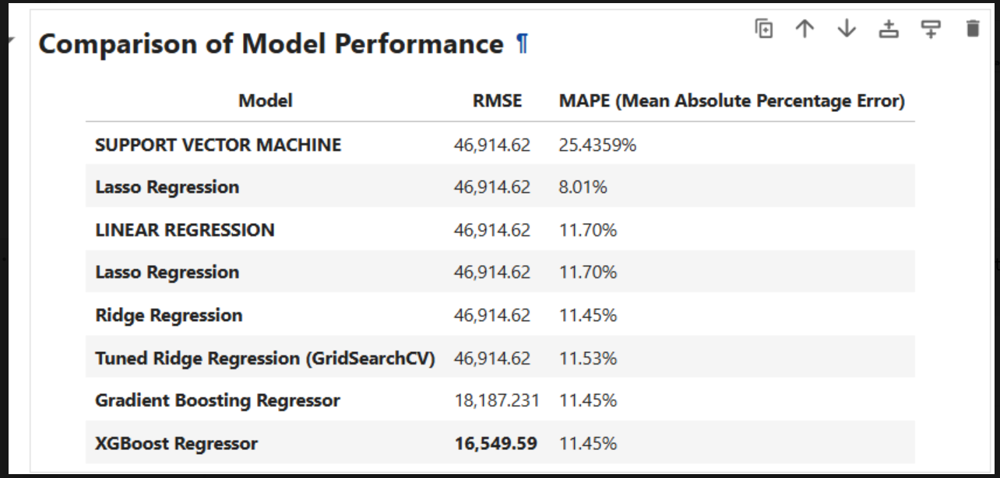 Comparison of Model Performance ¶
Model RMSE MAPE (Mean Absolute Percentage Error)
SUPPORT VECTOR MACHINE 46,914.62 25.4359%
Lasso Regression 46,914.62 8.01%
LINEAR REGRESSION 46,914.62 11.70%
Lasso Regression 46,914.62 11.70%
Ridge Regression 46,914.62 11.45%
Tuned Ridge Regression (GridSearchCV) 46,914.62 11.53%
Gradient Boosting Regressor 18,187.231 11.45%
XGBoost Regressor 16,549.59 11.45%